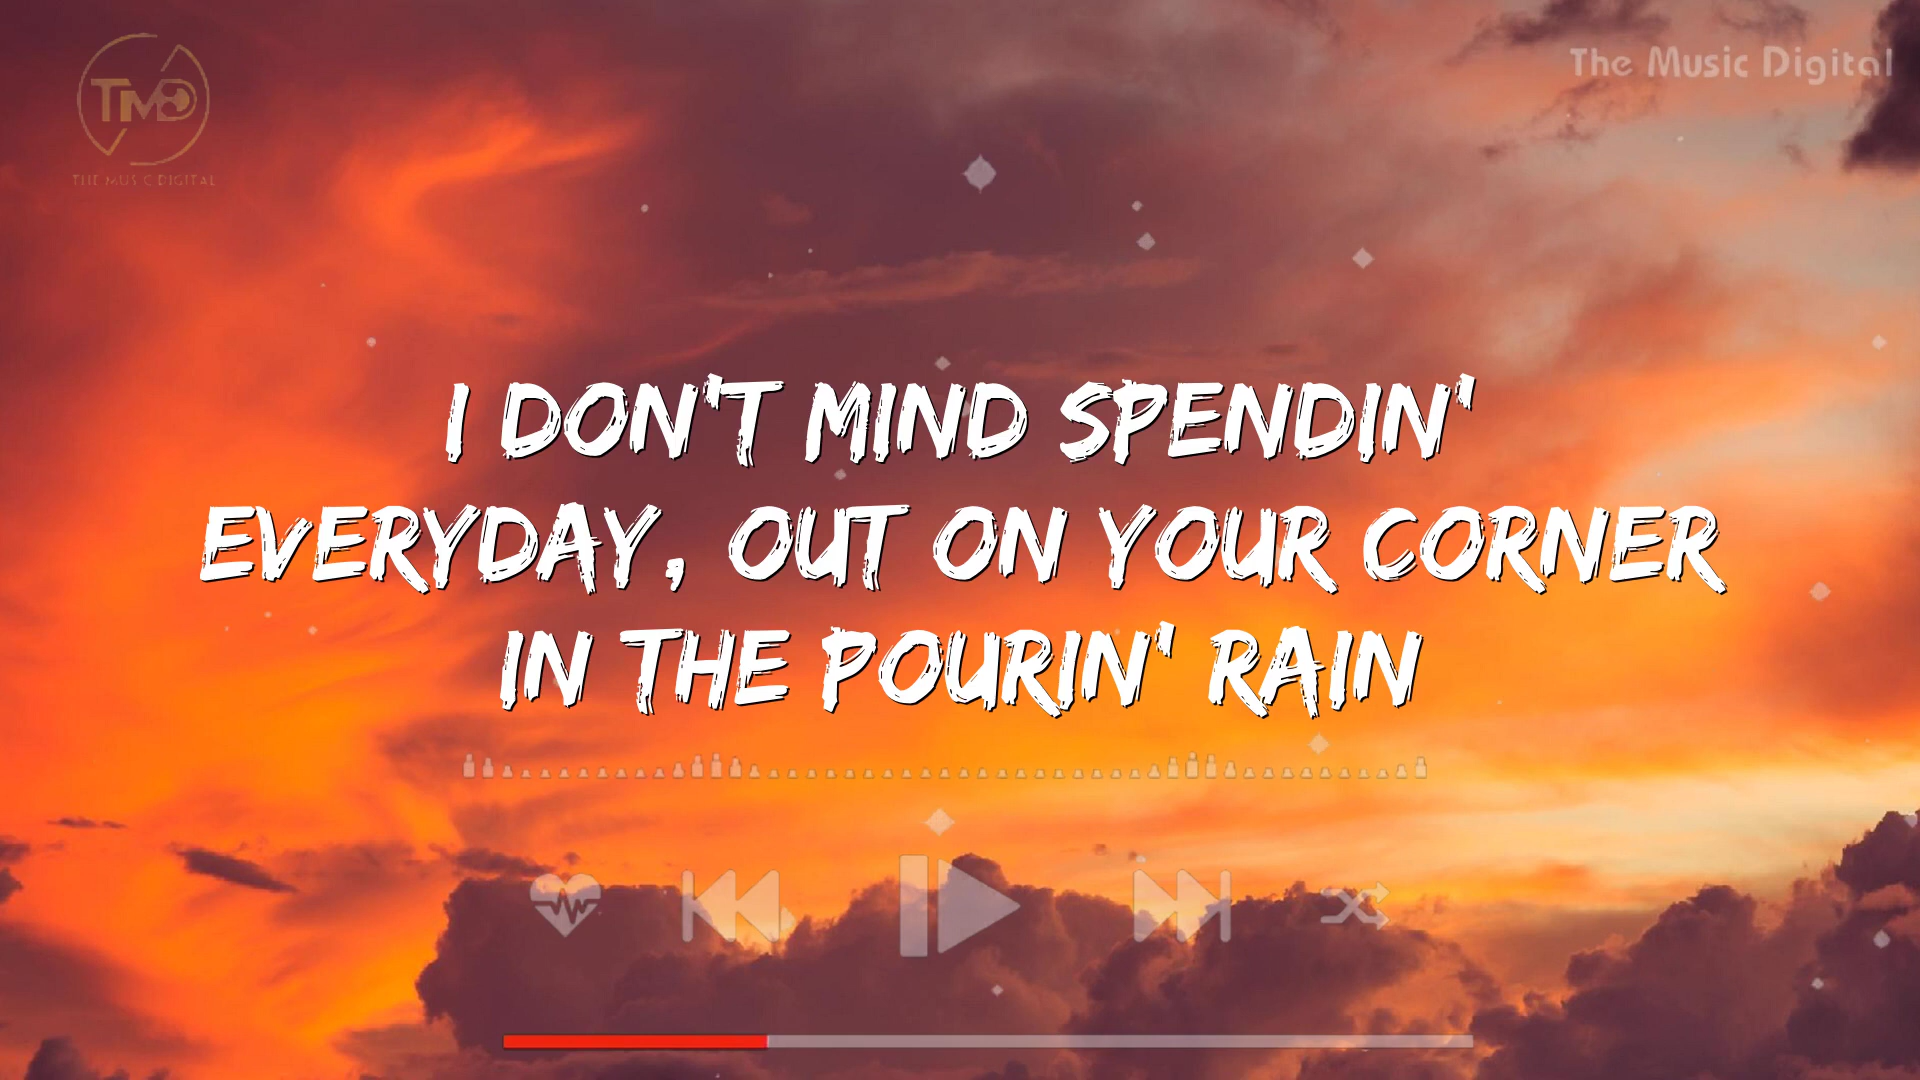 TMD
THE MUSIC DIGITAL
The Music Digital
I DON'T MIND SPENDIN'
EVERYDAY, OUT ON YOUR CORNER
IN THE POURIN' RAIN